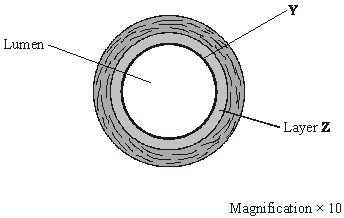 Y
Lumen
Layer Z
Magnification × 10